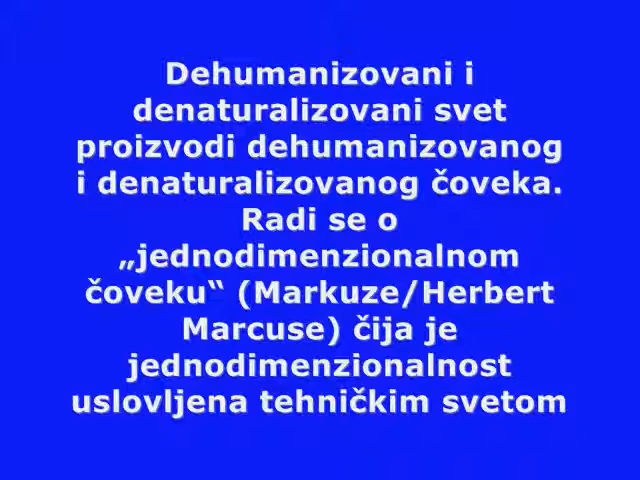 Dehumanizovani i
denaturalizovani svet
proizvodi dehumanizovanog
i denaturalizovanog čoveka.
Radi se o
„jednodimenzionalnom
čoveku“ (Markuze/Herbert
Marcuse) čija je
jednodimenzionalnost
uslovljena tehničkim svetom